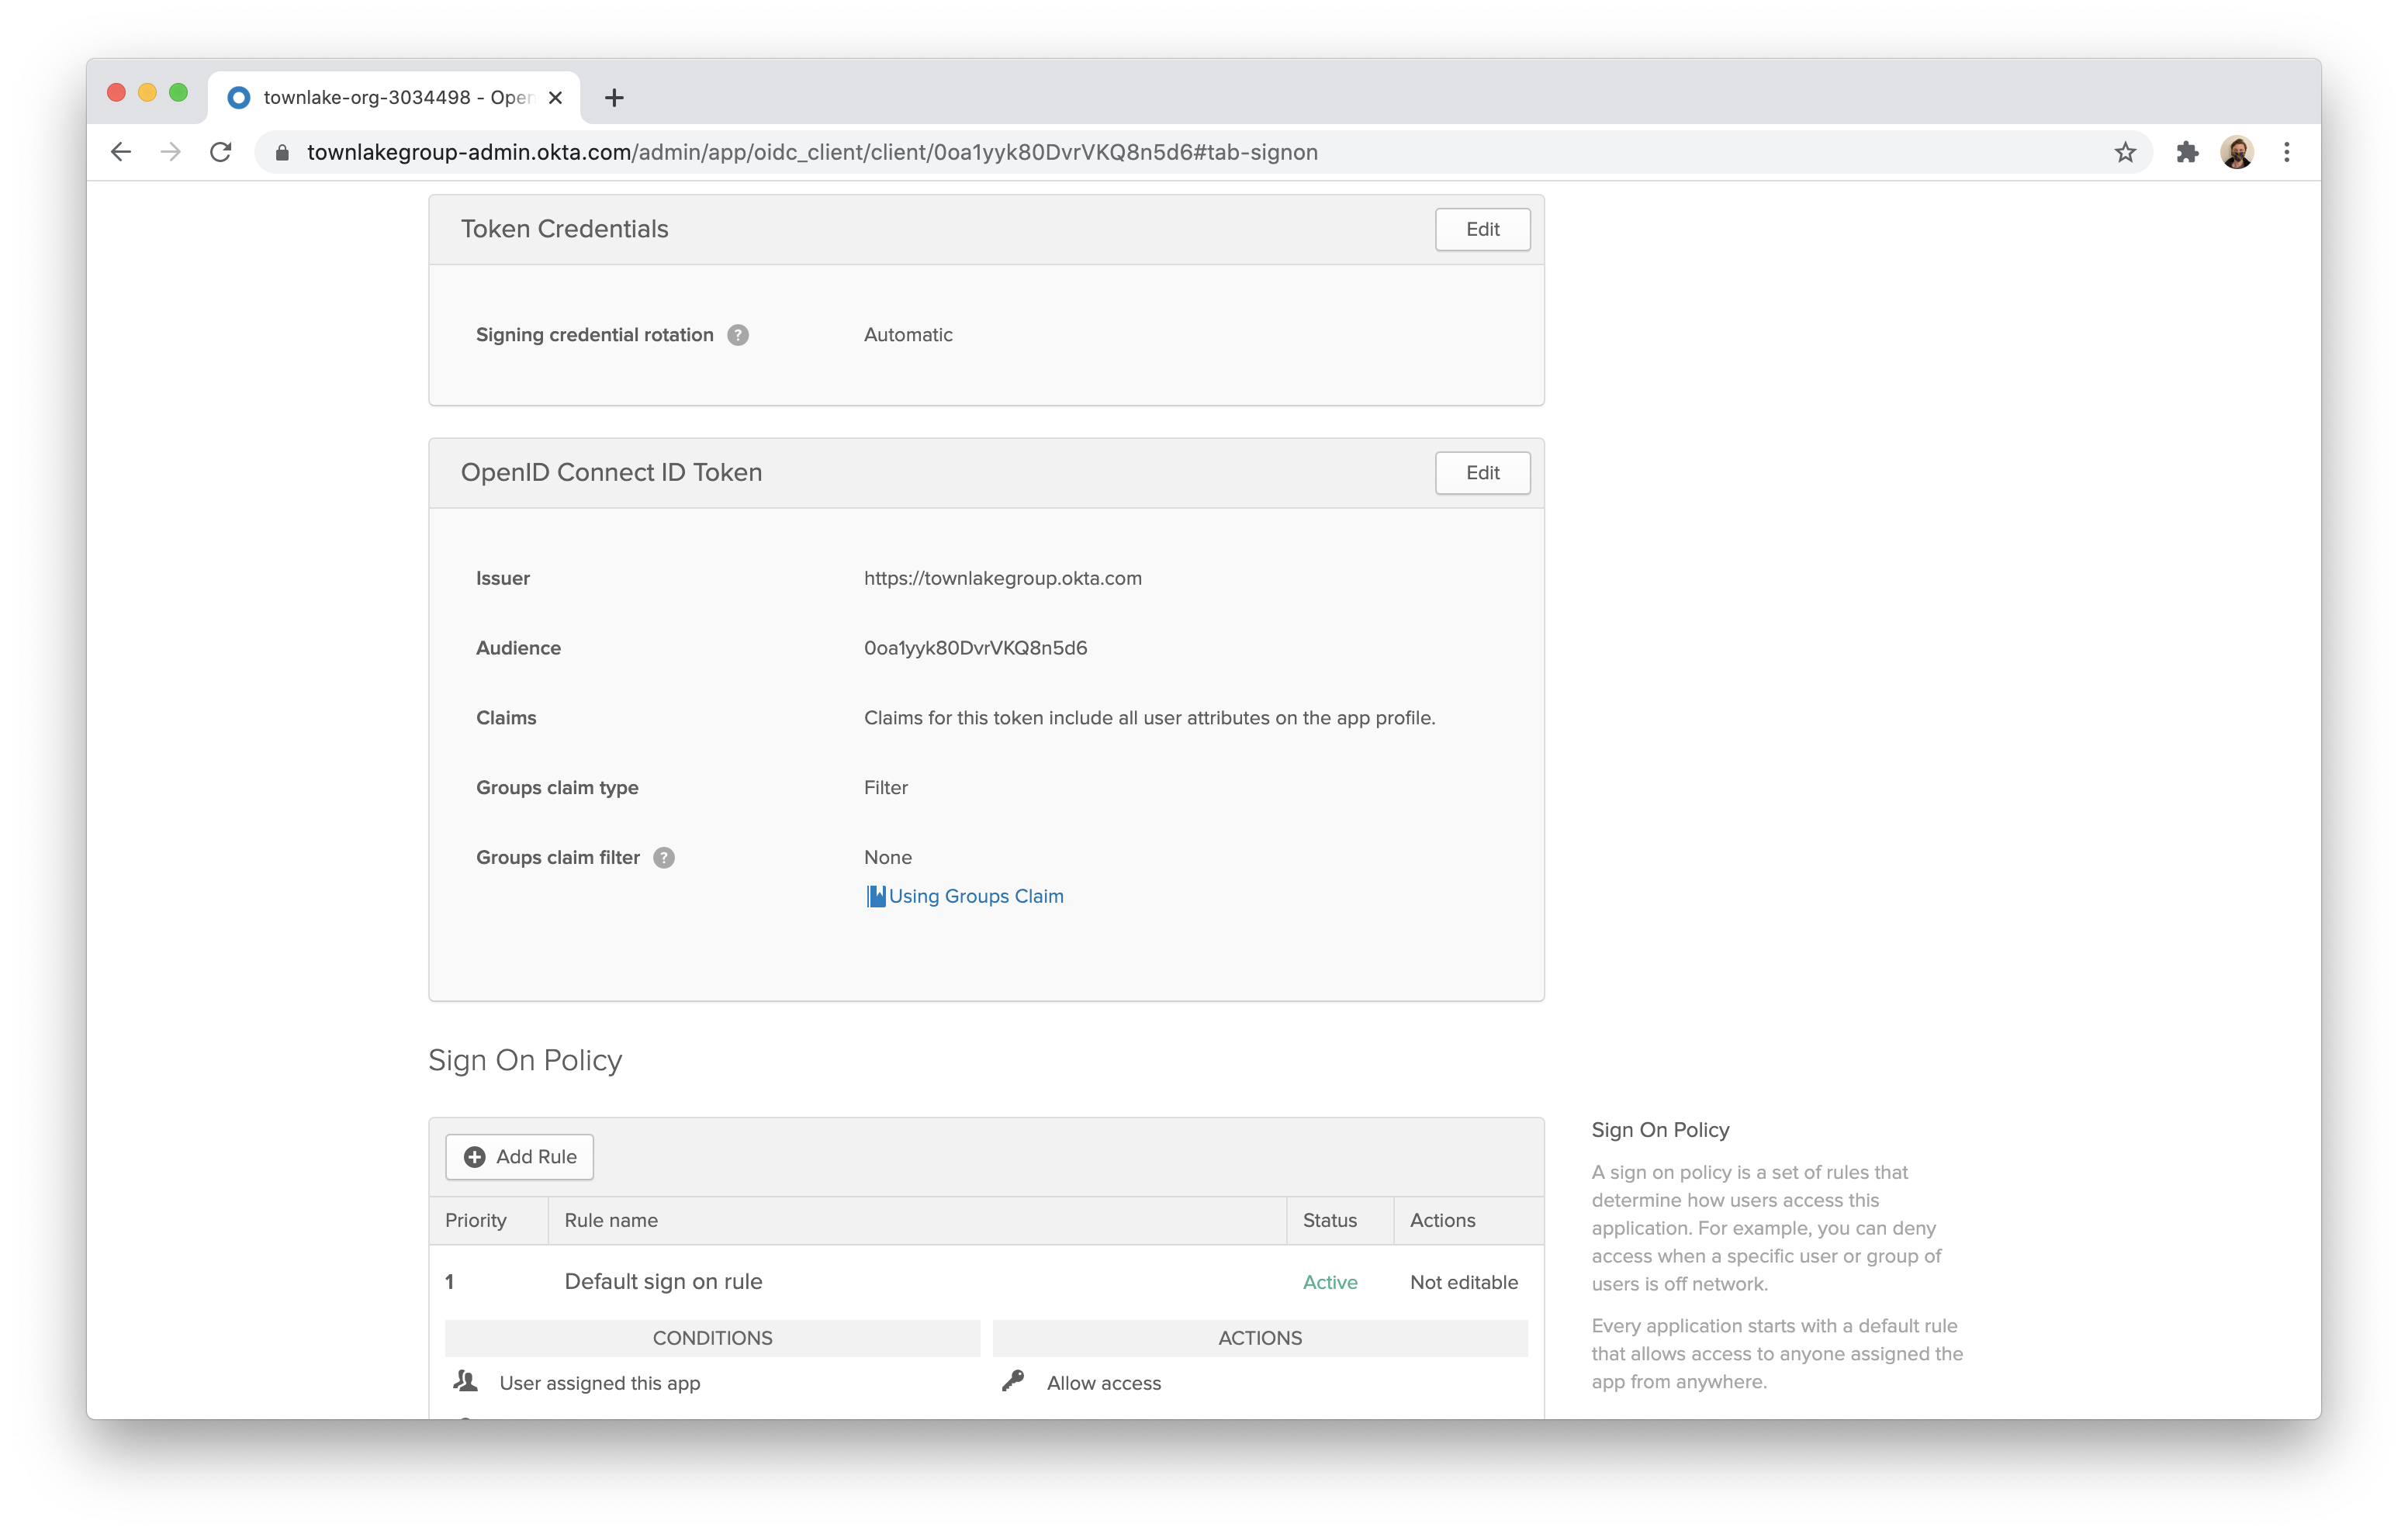 townlake-org-3034498 - Open
townlakegroup-admin.okta.com/admin/app/oidc_client/client/0oa1yyk80DvrVKQ8n5d6#tab-signon
Token Credentials
Edit
Signing credential rotation ?
Automatic
OpenID Connect ID Token
Edit
Issuer
https://townlakegroup.okta.com
Audience
0oa1yyk80DvrVKQ8n5d6
Claims
Claims for this token include all user attributes on the app profile.
Groups claim type
Filter
Groups claim filter ?
None
Using Groups Claim
Sign On Policy
Add Rule
Priority
Rule name
Status
Actions
1
Default sign on rule
Active
Not editable
CONDITIONS
ACTIONS
User assigned this app
Allow access
Sign On Policy
A sign on policy is a set of rules that
determine how users access this
application. For example, you can deny
access when a specific user or group of
users is off network.
Every application starts with a default rule
that allows access to anyone assigned the
app from anywhere.